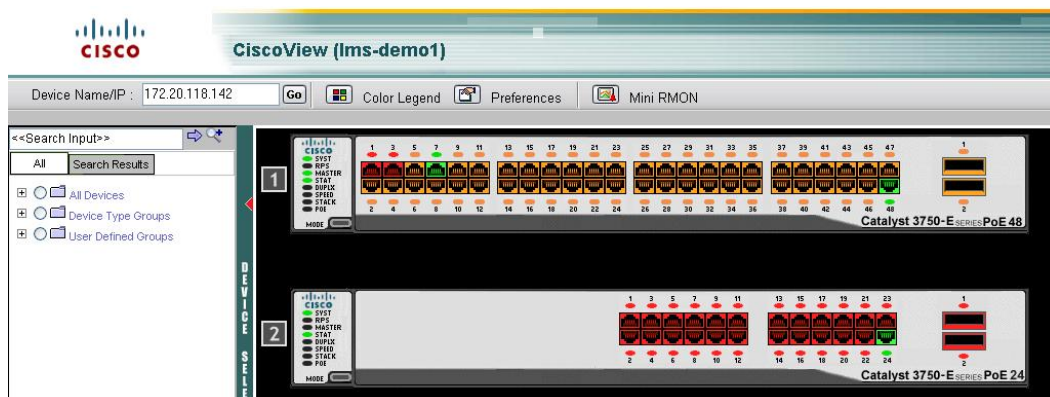 CISCO
CiscoView (lms-demo1)
Device Name/IP : 172.20.118.142 Go Color Legend Preferences Mini RMON
<<Search Input>>
All Search Results
All Devices
Device Type Groups
User Defined Groups
DEVICE SELE
1
CISCO
SYST
RPS
MASTER
STAT
DUPLX
SPEED
STACK
POE
MODE
1 3 5 7 9 11 13 15 17 19 21 23 25 27 29 31 33 35 37 39 41 43 45 47
2 4 6 8 10 12 14 16 18 20 22 24 26 28 30 32 34 36 38 40 42 44 46 48
1
2
Catalyst 3750-E SERIES PoE 48
2
CISCO
SYST
RPS
MASTER
STAT
DUPLX
SPEED
STACK
POE
MODE
1 3 5 7 9 11 13 15 17 19 21 23
2 4 6 8 10 12 14 16 18 20 22 24
1
2
Catalyst 3750-E SERIES PoE 24